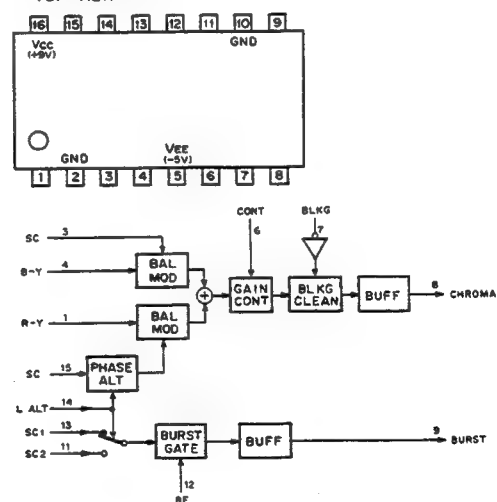 16 15 14 13 12 11 10 9
VCC
(+9V)
GND
GND
VEE
(-5V)
1 2 3 4 5 6 7 8
CONT
6
BLKG
7
SC 3
B-Y 4
BAL
MOD
GAIN
CONT
BLKG
CLEAN
BUFF
8 CHROMA
R-Y 1
BAL
MOD
SC 15
PHASE
ALT
L ALT 14
SC1 13
SC2 11
BURST
GATE
BUFF
9 BURST
12